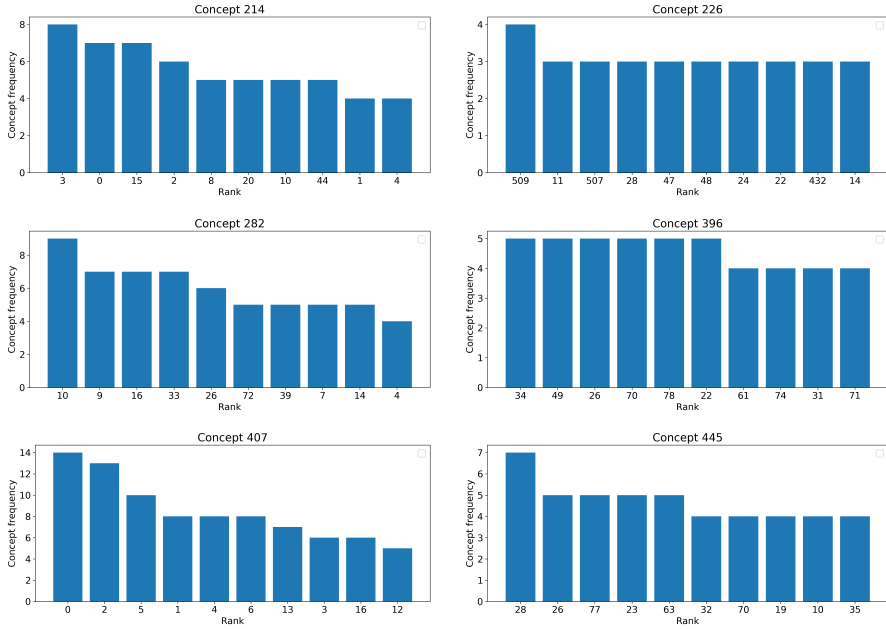 Concept 214
Concept frequency
8
6
4
2
0
3 0 15 2 8 20 10 44 1 4
Rank
Concept 226
Concept frequency
4
3
2
1
0
509 11 507 28 47 48 24 22 432 14
Rank
Concept 282
Concept frequency
8
6
4
2
0
10 9 16 33 26 72 39 7 14 4
Rank
Concept 396
Concept frequency
5
4
3
2
1
0
34 49 26 70 78 22 61 74 31 71
Rank
Concept 407
Concept frequency
14
12
10
8
6
4
2
0
0 2 5 1 4 6 13 3 16 12
Rank
Concept 445
Concept frequency
7
6
5
4
3
2
1
0
28 26 77 23 63 32 70 19 10 35
Rank